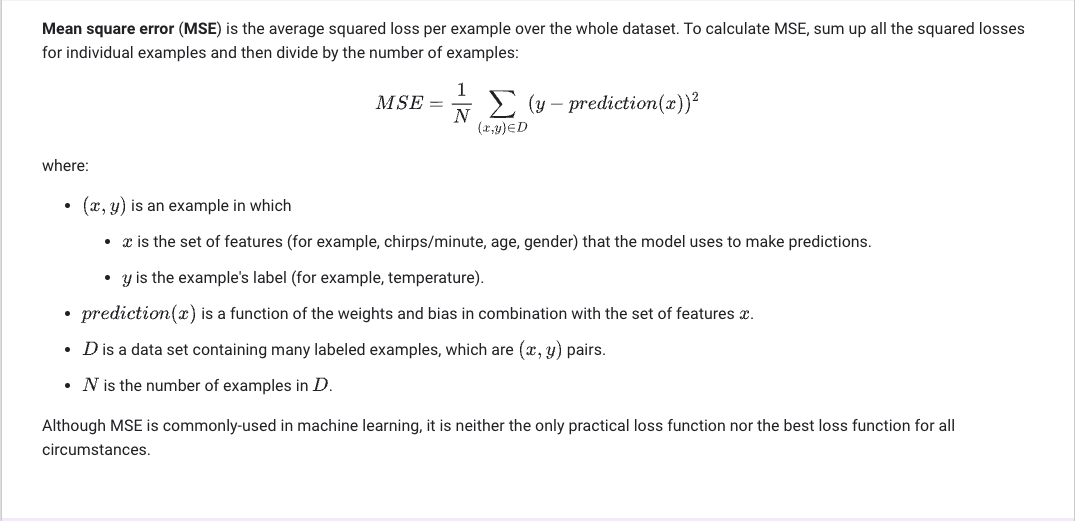 Mean square error (MSE) is the average squared loss per example over the whole dataset. To calculate MSE, sum up all the squared losses
for individual examples and then divide by the number of examples:
MSE = 1/N ∑_{(x,y)∈D} (y − prediction(x))²
where:
• (x, y) is an example in which
• x is the set of features (for example, chirps/minute, age, gender) that the model uses to make predictions.
• y is the example's label (for example, temperature).
• prediction(x) is a function of the weights and bias in combination with the set of features x.
• D is a data set containing many labeled examples, which are (x, y) pairs.
• N is the number of examples in D.
Although MSE is commonly-used in machine learning, it is neither the only practical loss function nor the best loss function for all
circumstances.